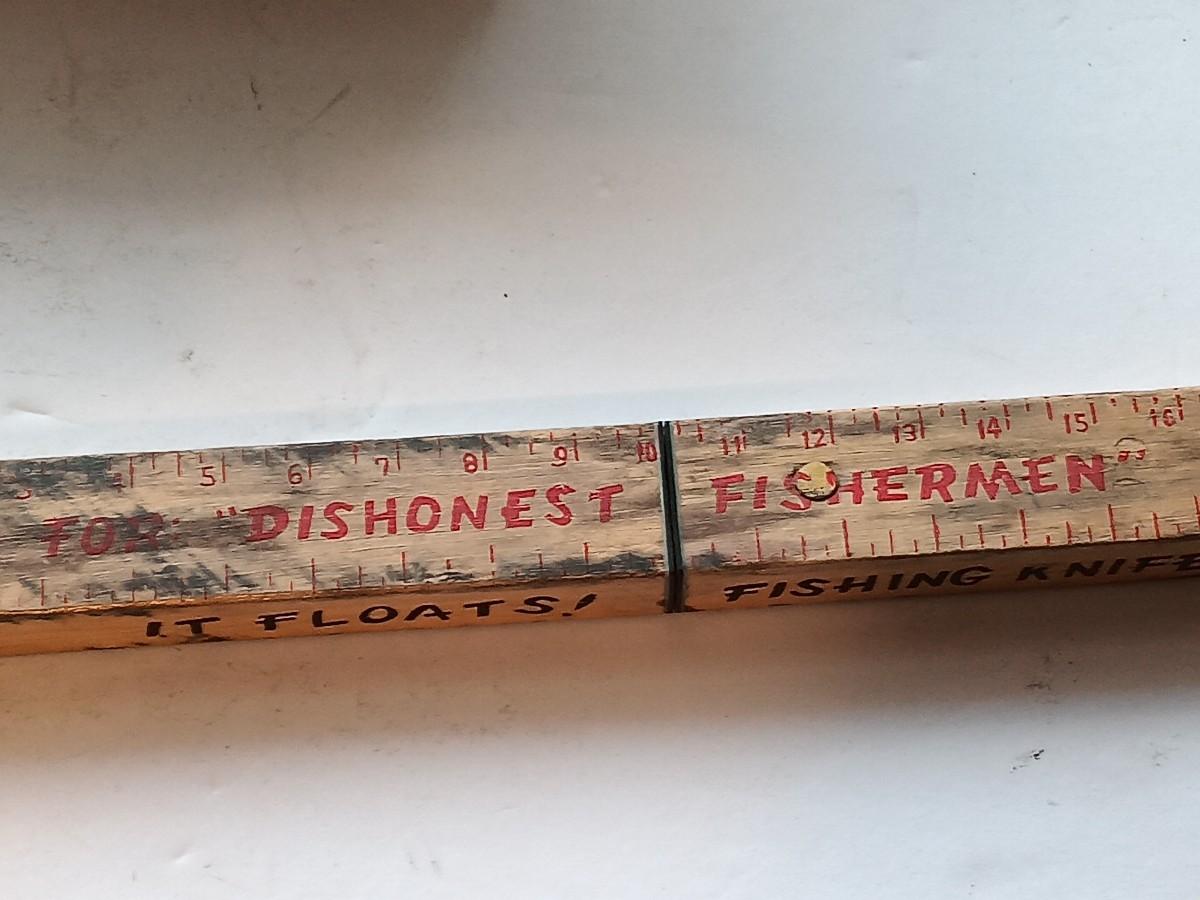 5 6 7 8 9 10 11 12 13 14 15 16
FOR: "DISHONEST FISHERMEN"
IT FLOATS! FISHING KNIFE